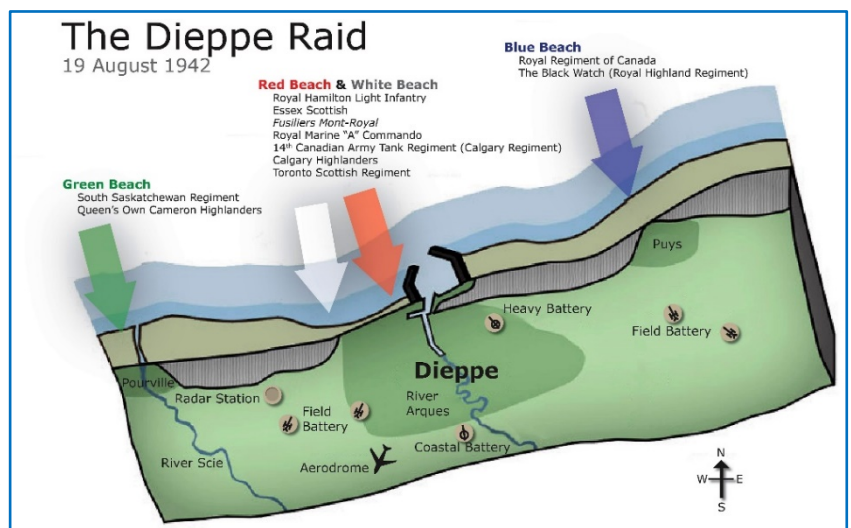 The Dieppe Raid
19 August 1942
Blue Beach
Royal Regiment of Canada
The Black Watch (Royal Highland Regiment)
Red Beach & White Beach
Royal Hamilton Light Infantry
Essex Scottish
Fusiliers Mont-Royal
Royal Marine "A" Commando
14th Canadian Army Tank Regiment (Calgary Regiment)
Calgary Highlanders
Toronto Scottish Regiment
Green Beach
South Saskatchewan Regiment
Queen's Own Cameron Highlanders
Puys
Heavy Battery
Field Battery
Dieppe
Pourville
Radar Station
River
Arques
Field
Battery
Coastal Battery
River Scie
Aerodrome
N
W E
S